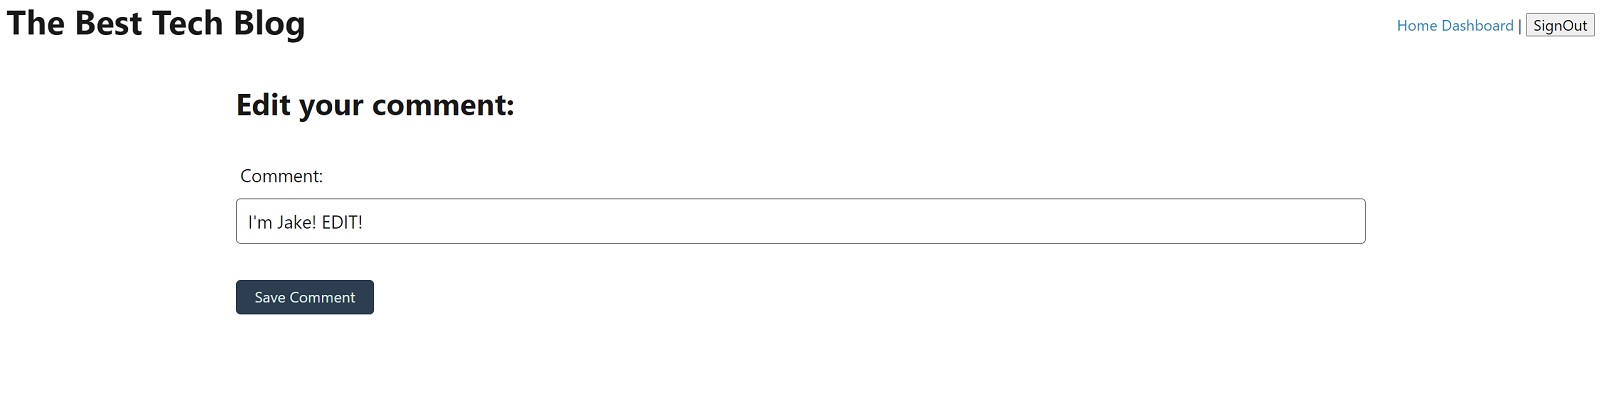 The Best Tech Blog
Home Dashboard | SignOut
Edit your comment:
Comment:
I'm Jake! EDIT!
Save Comment